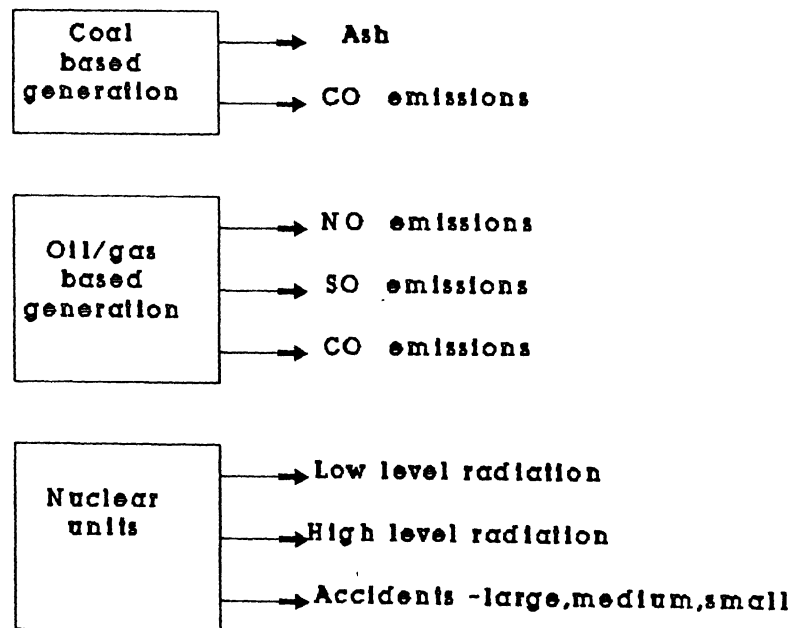 Coal
based
generation
Ash
CO emissions
Oil/gas
based
generation
NO emissions
SO emissions
CO emissions
Nuclear
units
Low level radiation
High level radiation
Accidents -large,medium,small